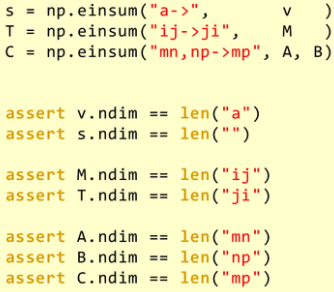 s = np.einsum("a->",       v   )
T = np.einsum("ij->ji",    M   )
C = np.einsum("mn,np->mp", A, B)
assert v.ndim == len("a")
assert s.ndim == len("")
assert M.ndim == len("ij")
assert T.ndim == len("ji")
assert A.ndim == len("mn")
assert B.ndim == len("np")
assert C.ndim == len("mp")